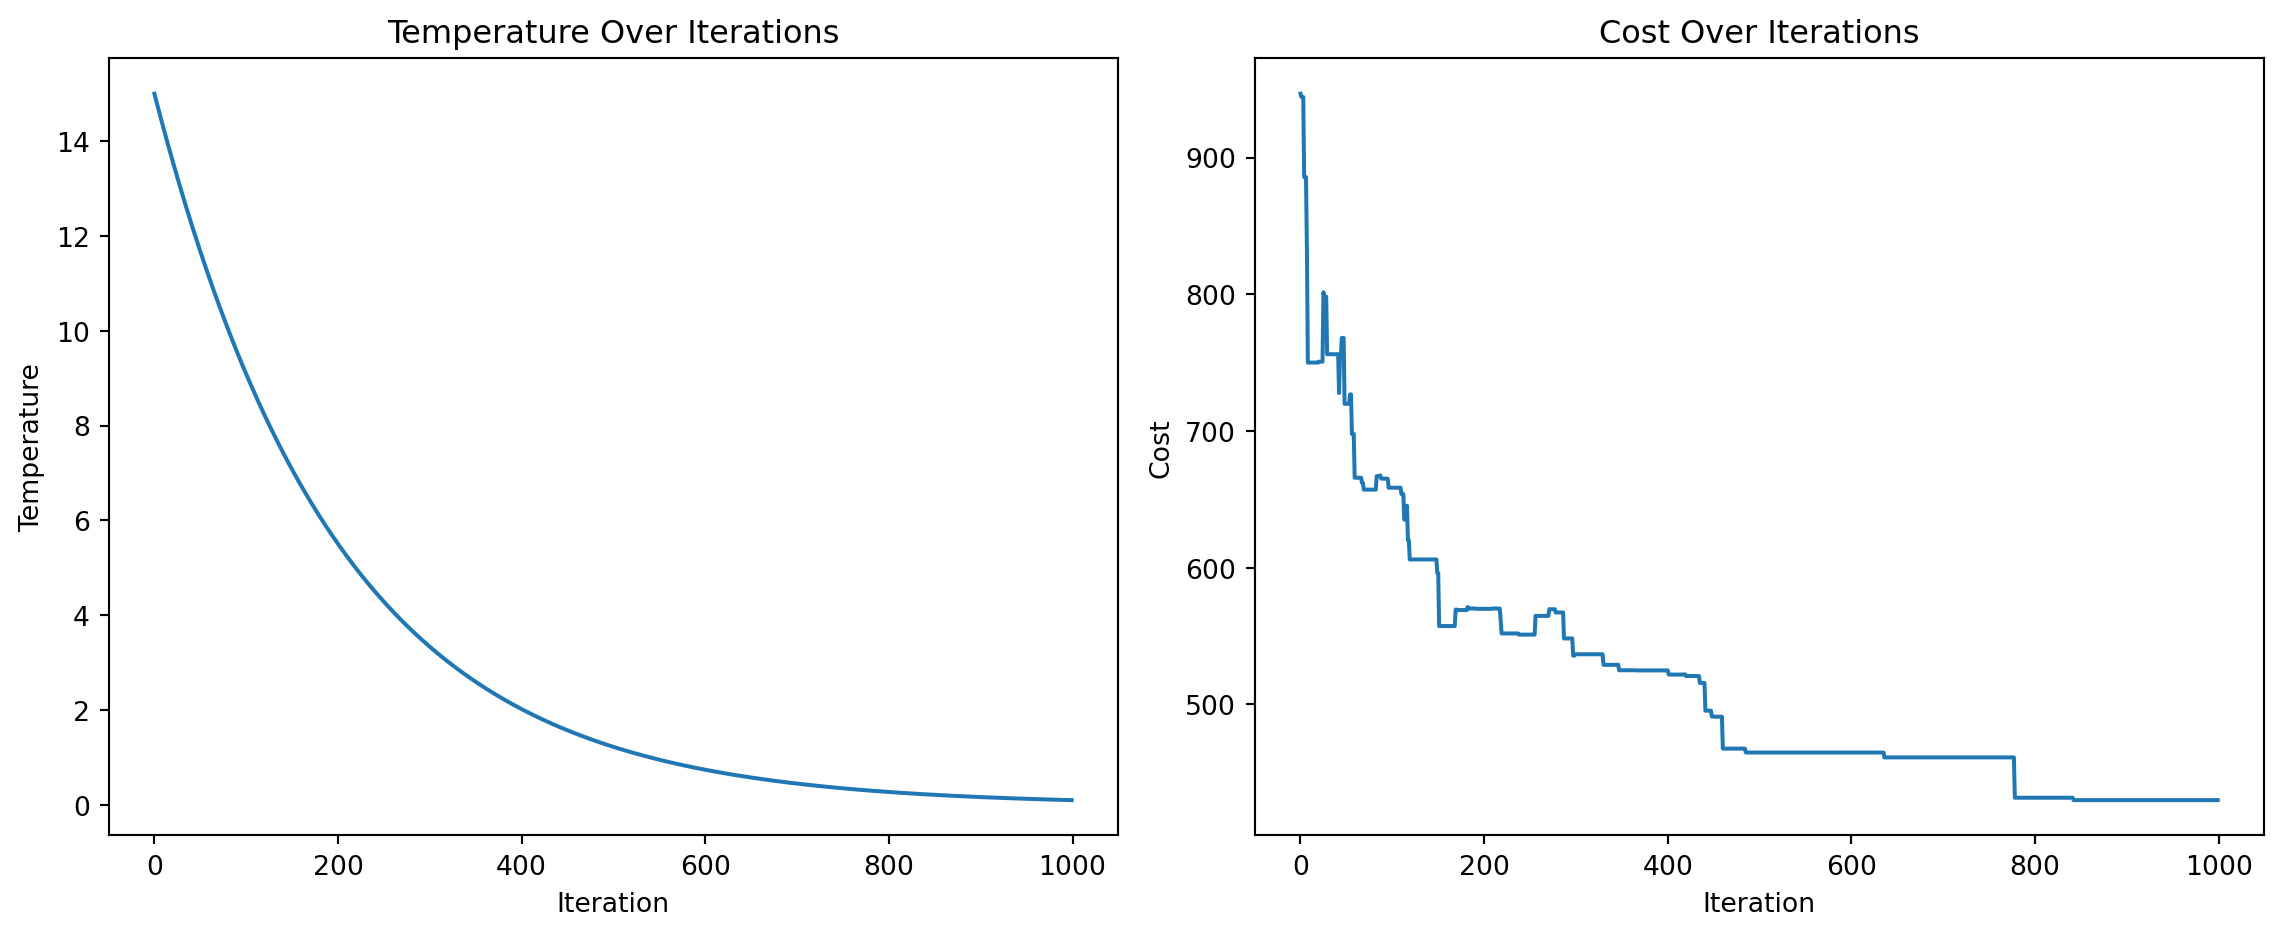 Temperature Over Iterations
Temperature
14
12
10
8
6
4
2
0
0 200 400 600 800 1000
Iteration
Cost Over Iterations
Cost
900
800
700
600
500
0 200 400 600 800 1000
Iteration